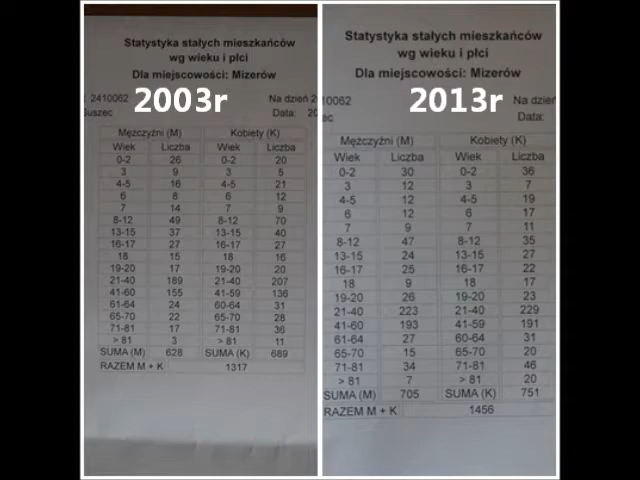 Statystyka stałych mieszkańców
wg wieku i płci
Dla miejscowości: Mizerów
2410062 Na dzień
2003r
uszec Data: 20
Mężczyźni (M) Kobiety (K)
Wiek Liczba Wiek Liczba
0-2 26 0-2 20
3 9 3 5
4-5 16 4-5 21
6 8 6 12
7 14 7 9
8-12 49 8-12 70
13-15 37 13-15 40
16-17 27 16-17 27
18 15 18 16
19-20 17 19-20 20
21-40 189 21-40 207
41-60 155 41-59 136
61-64 24 60-64 31
65-70 22 65-70 28
71-81 17 71-81 36
> 81 3 > 81 11
SUMA (M) 628 SUMA (K) 689
RAZEM M + K 1317
Statystyka stałych mieszkańców
wg wieku i płci
Dla miejscowości: Mizerów
10062 Na dzień
2013r
zec Data:
Mężczyźni (M) Kobiety (K)
Wiek Liczba Wiek Liczba
0-2 30 0-2 36
3 12 3 7
4-5 12 4-5 19
6 12 6 17
7 9 7 11
8-12 47 8-12 35
13-15 24 13-15 27
16-17 25 16-17 22
18 9 18 17
19-20 26 19-20 23
21-40 223 21-40 229
41-60 193 41-59 191
61-64 27 60-64 31
65-70 15 65-70 20
71-81 34 71-81 46
> 81 7 > 81 20
SUMA (M) 705 SUMA (K) 751
RAZEM M + K 1456